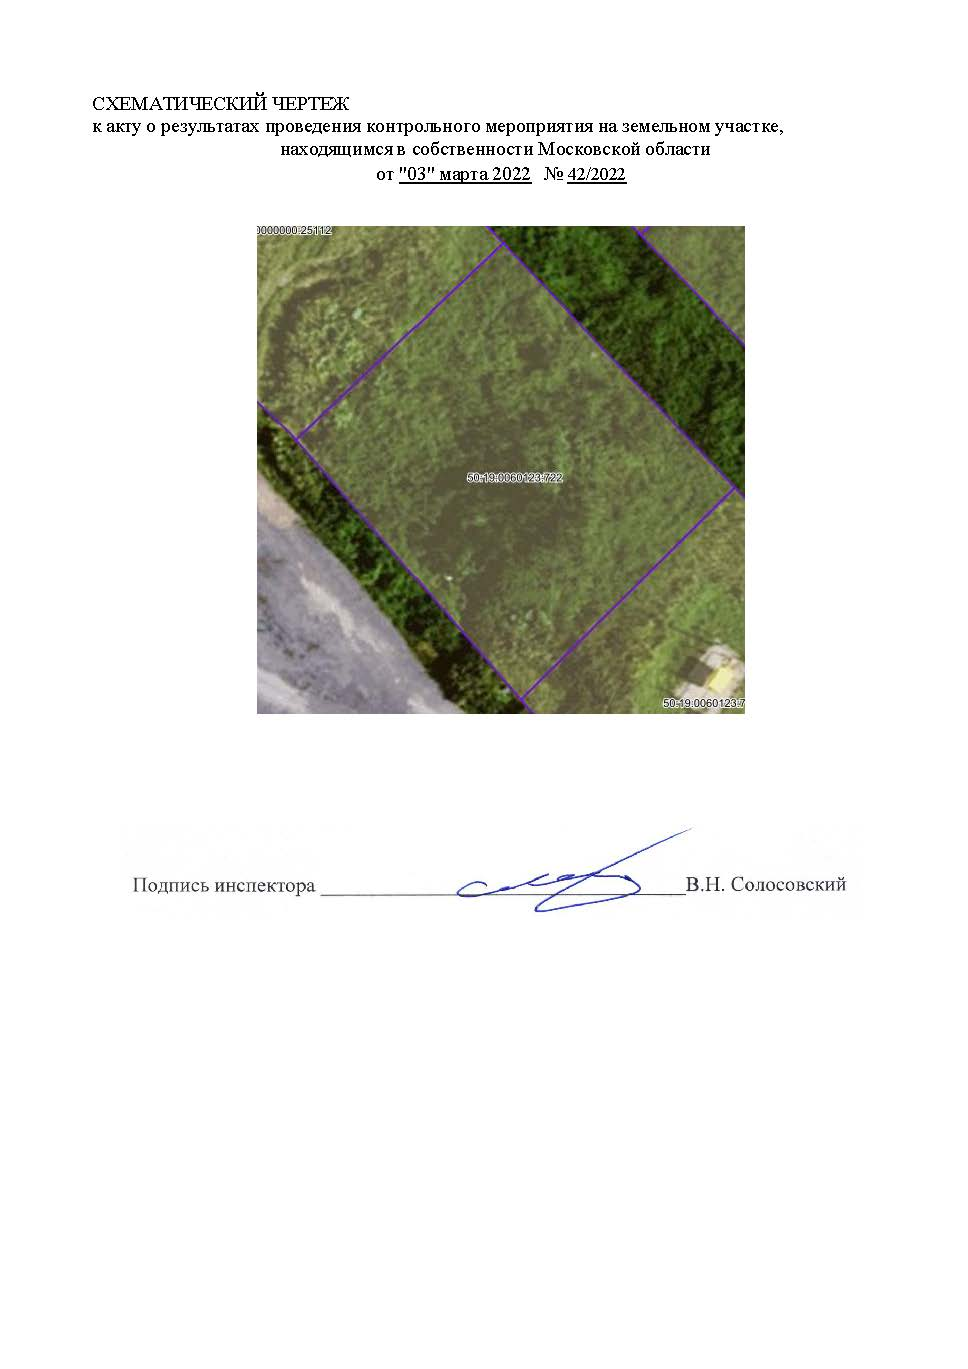 СХЕМАТИЧЕСКИЙ ЧЕРТЕЖ
к акту о результатах проведения контрольного мероприятия на земельном участке,
находящимся в собственности Московской области
от "03" марта 2022 № 42/2022
0000000:25112
50:19:0060123:722
50:19:0060123:7
Подпись инспектора В.Н. Солосовский